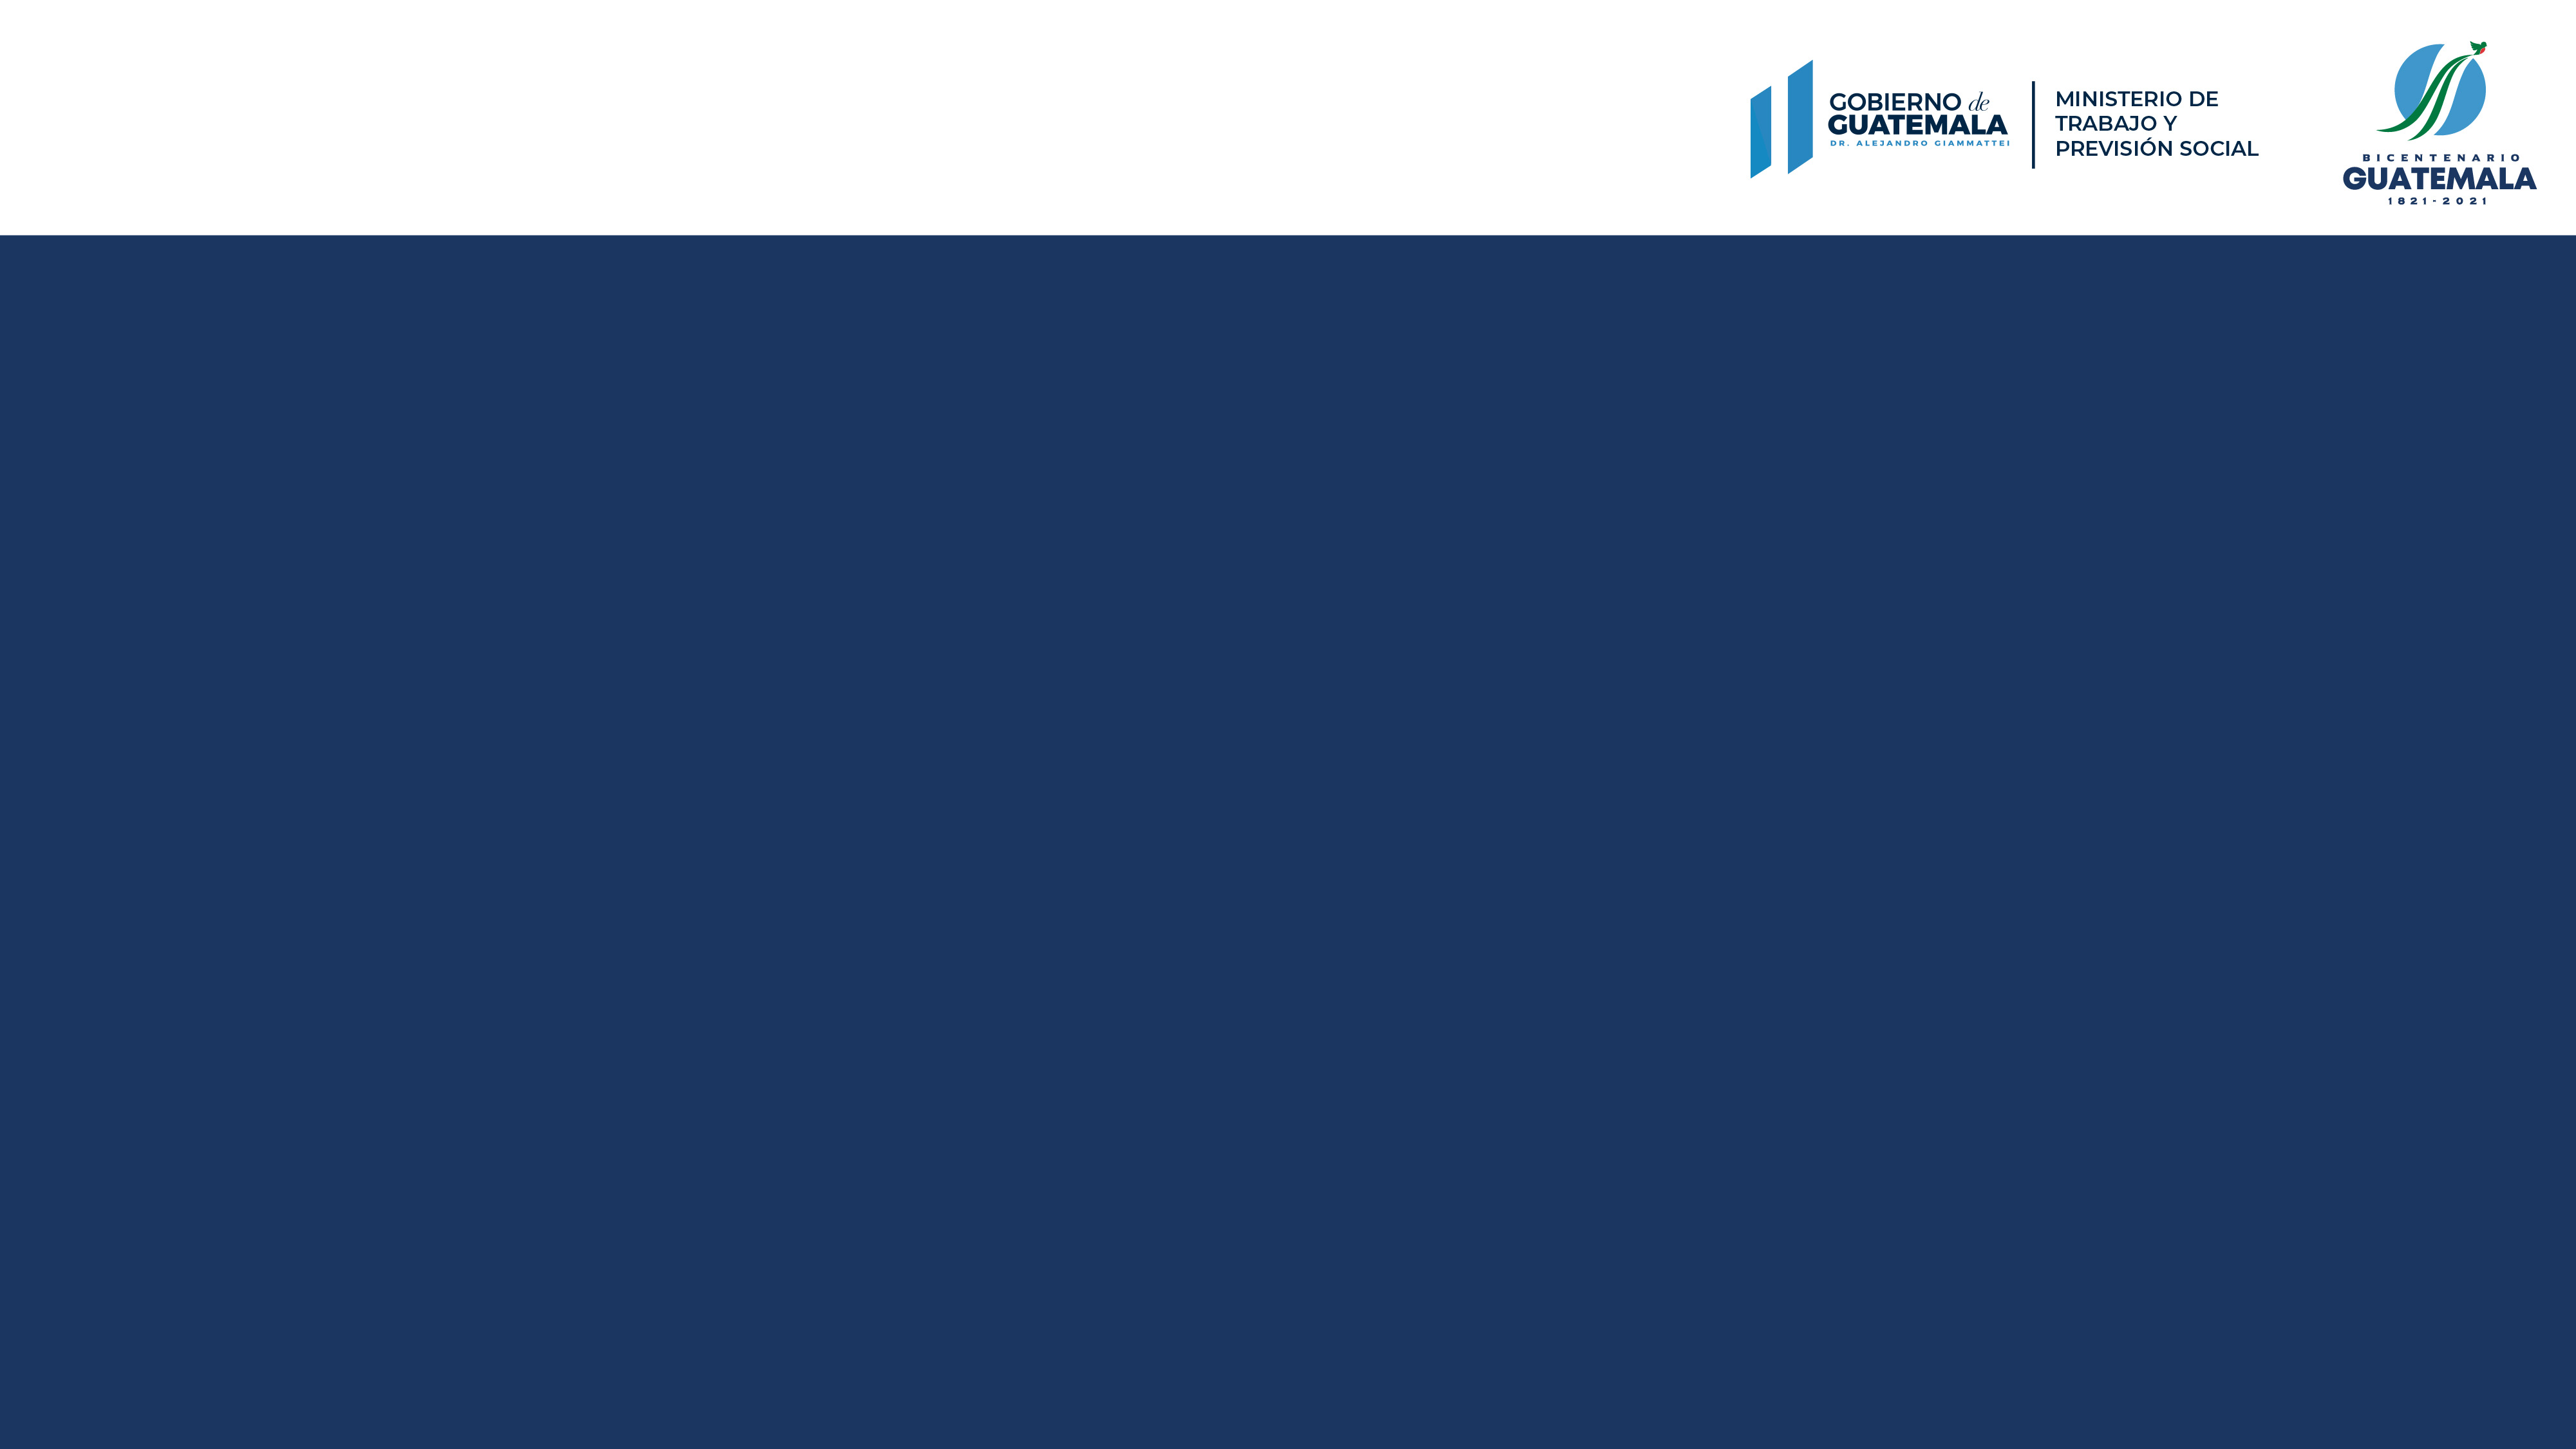 GOBIERNO de
GUATEMALA
DR. ALEJANDRO GIAMMATTEI
MINISTERIO DE
TRABAJO Y
PREVISIÓN SOCIAL
BICENTENARIO
GUATEMALA
1821-2021